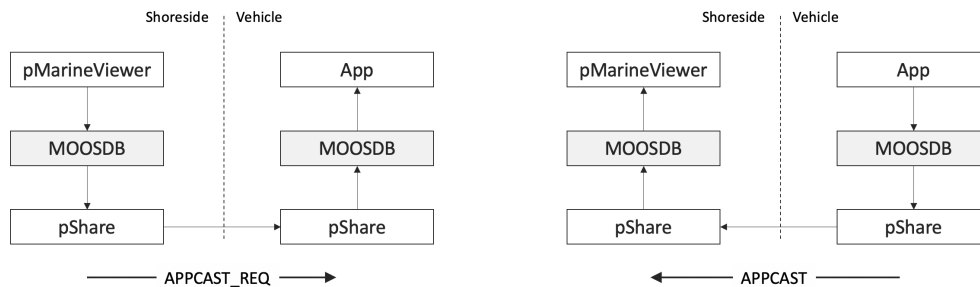 Shoreside Vehicle
pMarineViewer App
MOOSDB MOOSDB
pShare pShare
APPCAST_REQ
Shoreside Vehicle
pMarineViewer App
MOOSDB MOOSDB
pShare pShare
APPCAST